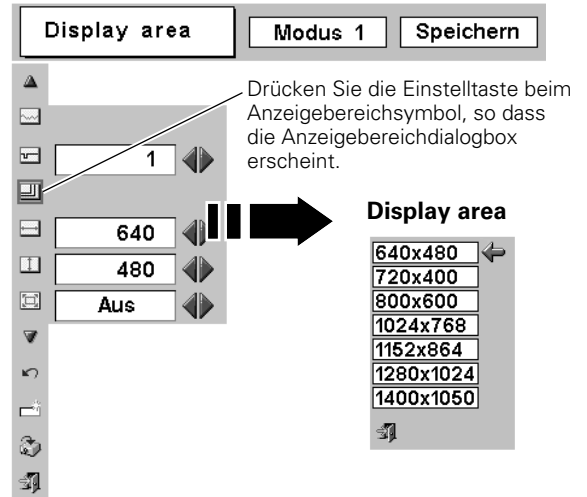 Display area
Modus 1
Speichern
Drücken Sie die Einstelltaste beim
Anzeigebereichsymbol, so dass
die Anzeigebereichdialogbox
erscheint.
1
640
480
Aus
Display area
640x480
720x400
800x600
1024x768
1152x864
1280x1024
1400x1050